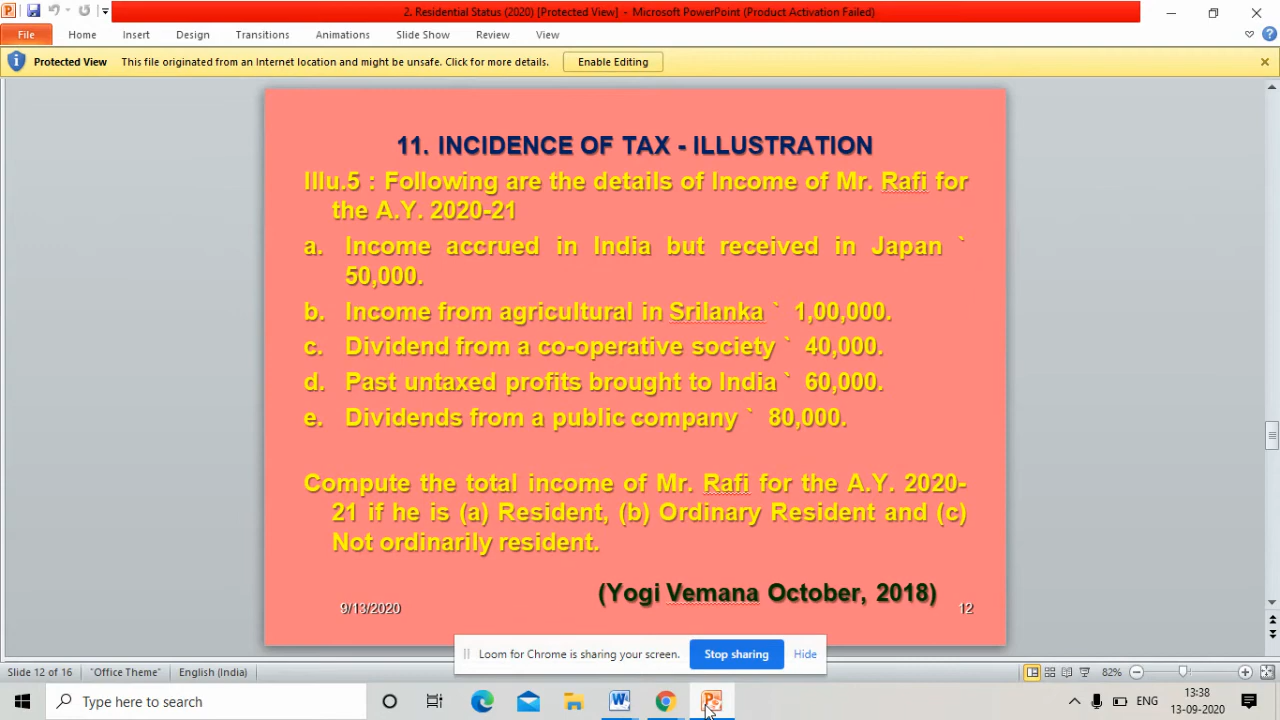 2. Residential Status (2020) [Protected View] - Microsoft PowerPoint (Product Activation Failed)
File Home Insert Design Transitions Animations Slide Show Review View
Protected View This file originated from an Internet location and might be unsafe. Click for more details. Enable Editing
11. INCIDENCE OF TAX - ILLUSTRATION
Illu.5 : Following are the details of Income of Mr. Rafi for
the A.Y. 2020-21
a. Income accrued in India but received in Japan `
50,000.
b. Income from agricultural in Srilanka ` 1,00,000.
c. Dividend from a co-operative society ` 40,000.
d. Past untaxed profits brought to India ` 60,000.
e. Dividends from a public company ` 80,000.
Compute the total income of Mr. Rafi for the A.Y. 2020-
21 if he is (a) Resident, (b) Ordinary Resident and (c)
Not ordinarily resident.
(Yogi Vemana October, 2018)
9/13/2020 12
Loom for Chrome is sharing your screen. Stop sharing Hide
Slide 12 of 16 "Office Theme" English (India) 82%
Type here to search ENG 13:38
13-09-2020